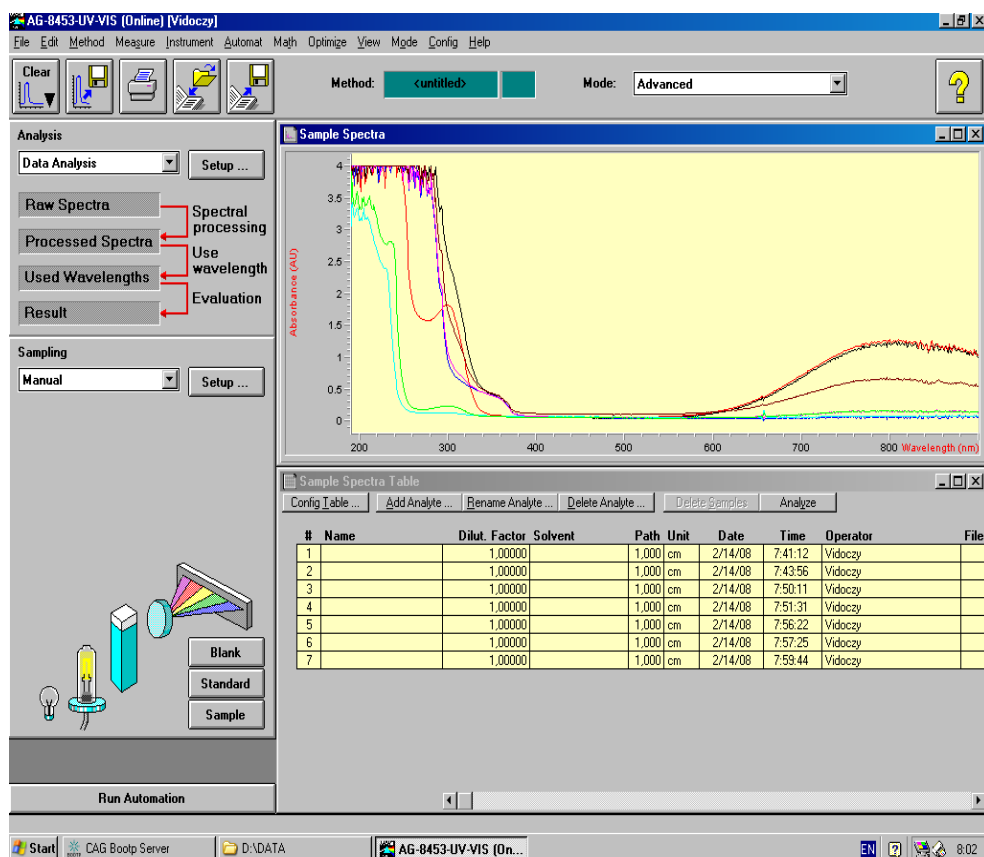 AG-8453-UV-VIS (Online) [Vidoczy]
File Edit Method Measure Instrument Automat Math Optimize View Mode Config Help
Clear
Method: <untitled> Mode: Advanced
Analysis
Data Analysis Setup ...
Raw Spectra
Spectral processing
Processed Spectra
Use wavelength
Used Wavelengths
Evaluation
Result
Sampling
Manual Setup ...
Blank
Standard
Sample
Run Automation
Sample Spectra
Absorbance (AU)
4
3.5
3
2.5
2
1.5
1
0.5
0
200 300 400 500 600 700 800 Wavelength (nm)
Sample Spectra Table
Config Table ... Add Analyte ... Rename Analyte ... Delete Analyte ... Delete Samples Analyze
# Name Dilut. Factor Solvent Path Unit Date Time Operator File
1 1,00000 1,000 cm 2/14/08 7:41:12 Vidoczy
2 1,00000 1,000 cm 2/14/08 7:43:56 Vidoczy
3 1,00000 1,000 cm 2/14/08 7:50:11 Vidoczy
4 1,00000 1,000 cm 2/14/08 7:51:31 Vidoczy
5 1,00000 1,000 cm 2/14/08 7:56:22 Vidoczy
6 1,00000 1,000 cm 2/14/08 7:57:25 Vidoczy
7 1,00000 1,000 cm 2/14/08 7:59:44 Vidoczy
Start CAG Bootp Server D:\DATA AG-8453-UV-VIS (On... EN 8:02